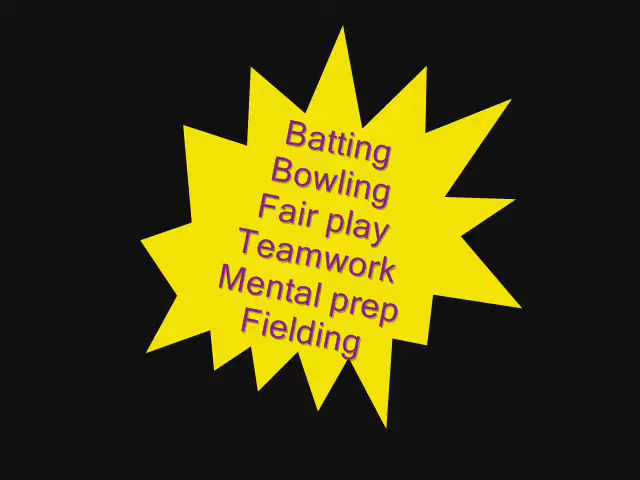 Batting
Bowling
Fair play
Teamwork
Mental prep
Fielding